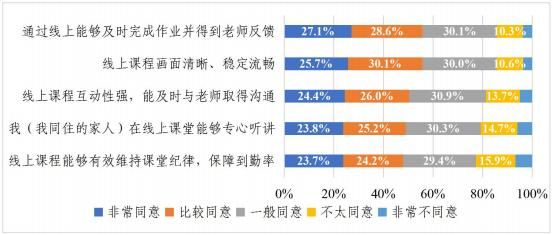 通过线上能够及时完成作业并得到老师反馈 27.1% 28.6% 30.1% 10.3%
线上课程画面清晰、稳定流畅 25.7% 30.1% 30.0% 10.6%
线上课程互动性强，能及时与老师取得沟通 24.4% 26.0% 30.9% 13.7%
我（我同住的家人）在线上课堂能够专心听讲 23.8% 25.2% 30.3% 14.7%
线上课程能够有效维持课堂纪律，保障到勤率 23.7% 24.2% 29.4% 15.9%
0% 20% 40% 60% 80% 100%
非常同意 比较同意 一般同意 不太同意 非常不同意